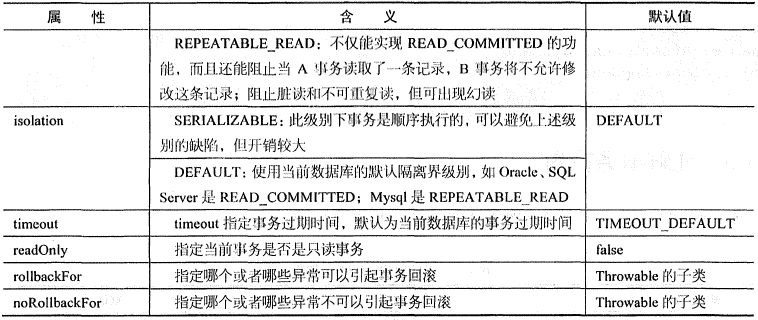 属 性 含 义 默认值
REPEATABLE_READ：不仅能实现 READ_COMMITTED 的功
能，而且还能阻止当 A 事务读取了一条记录，B 事务将不允许修
改这条记录；阻止脏读和不可重复读，但可出现幻读
isolation
SERIALIZABLE：此级别下事务是顺序执行的，可以避免上述级
别的缺陷，但开销较大
DEFAULT
DEFAULT：使用当前数据库的默认隔离界级别，如 Oracle、SQL
Server 是 READ_COMMITTED；Mysql 是 REPEATABLE_READ
timeout timeout 指定事务过期时间，默认为当前数据库的事务过期时间 TIMEOUT_DEFAULT
readOnly 指定当前事务是否是只读事务 false
rollbackFor 指定哪个或者哪些异常可以引起事务回滚 Throwable 的子类
noRollbackFor 指定哪个或者哪些异常不可以引起事务回滚 Throwable 的子类